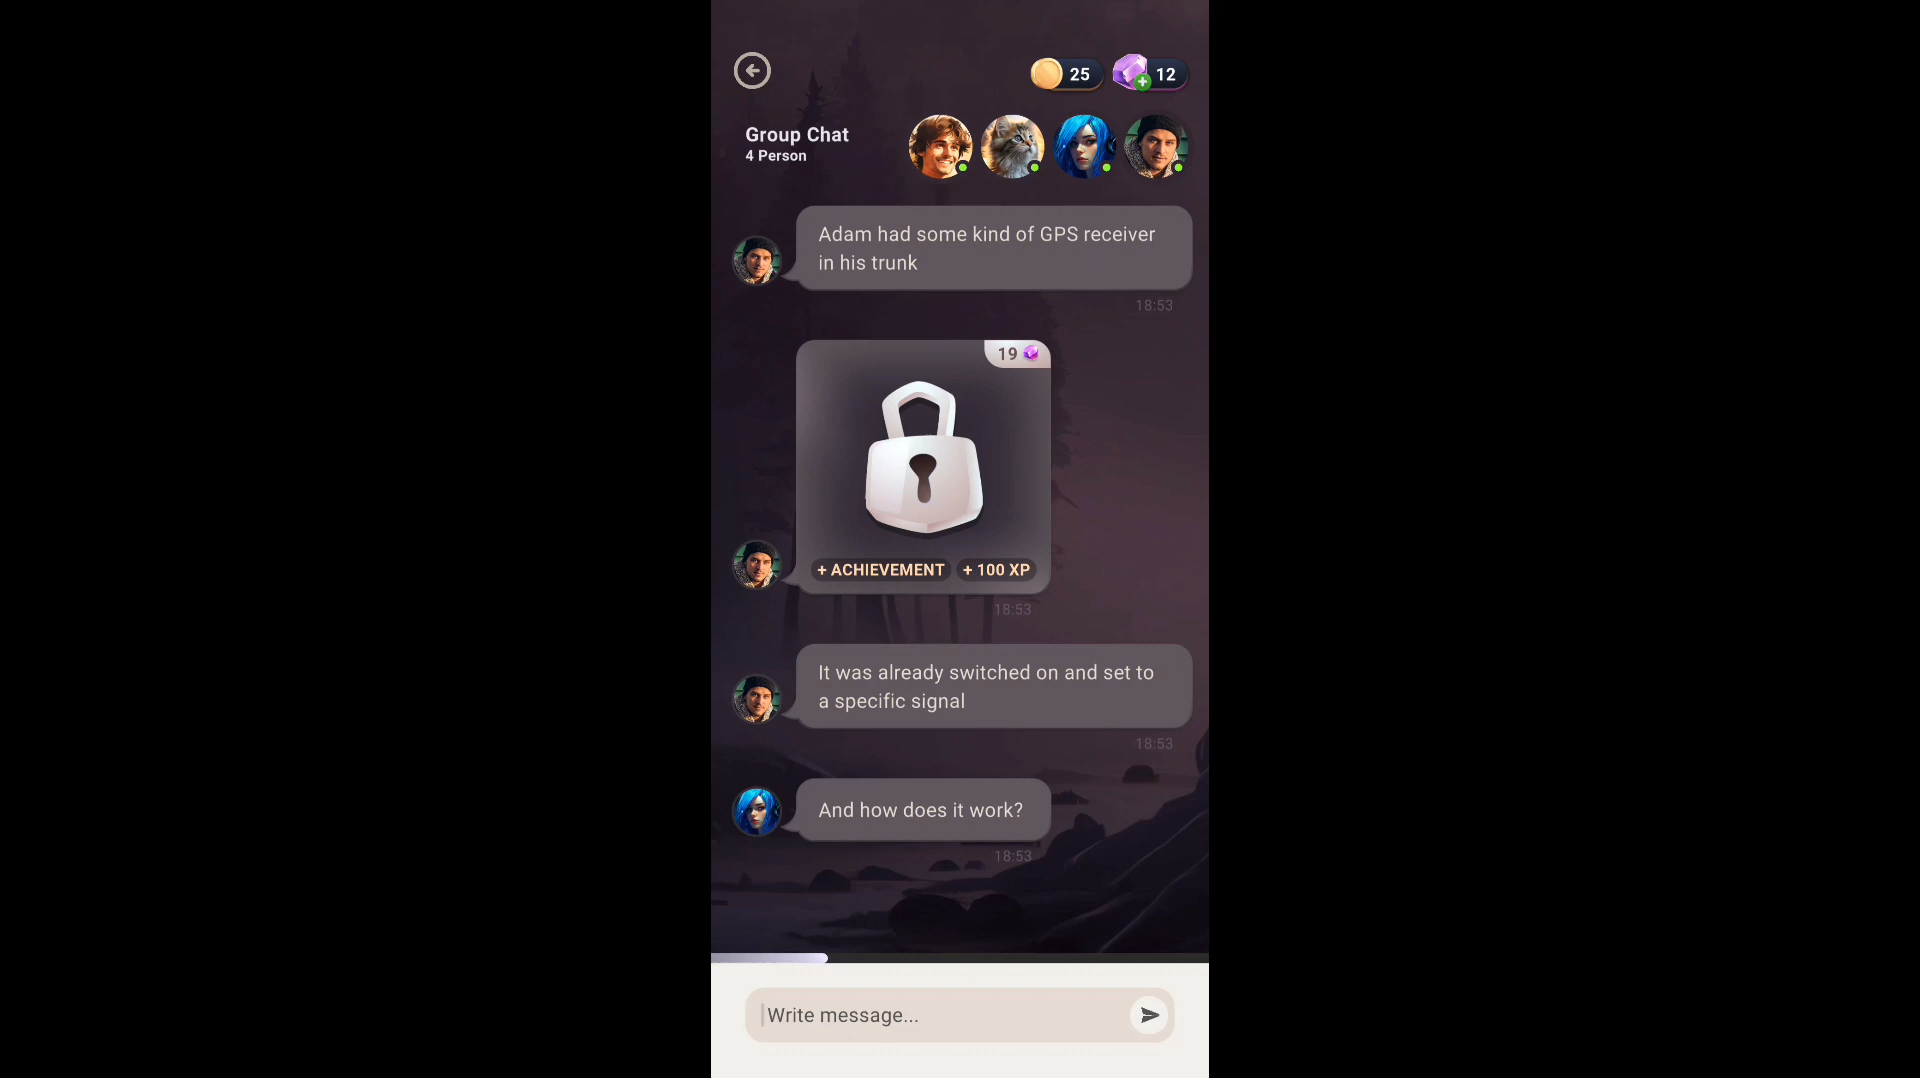 25
12
Group Chat
4 Person
Adam had some kind of GPS receiver
in his trunk
18:53
19
+ ACHIEVEMENT
+ 100 XP
18:53
It was already switched on and set to
a specific signal
18:53
And how does it work?
18:53
Write message...